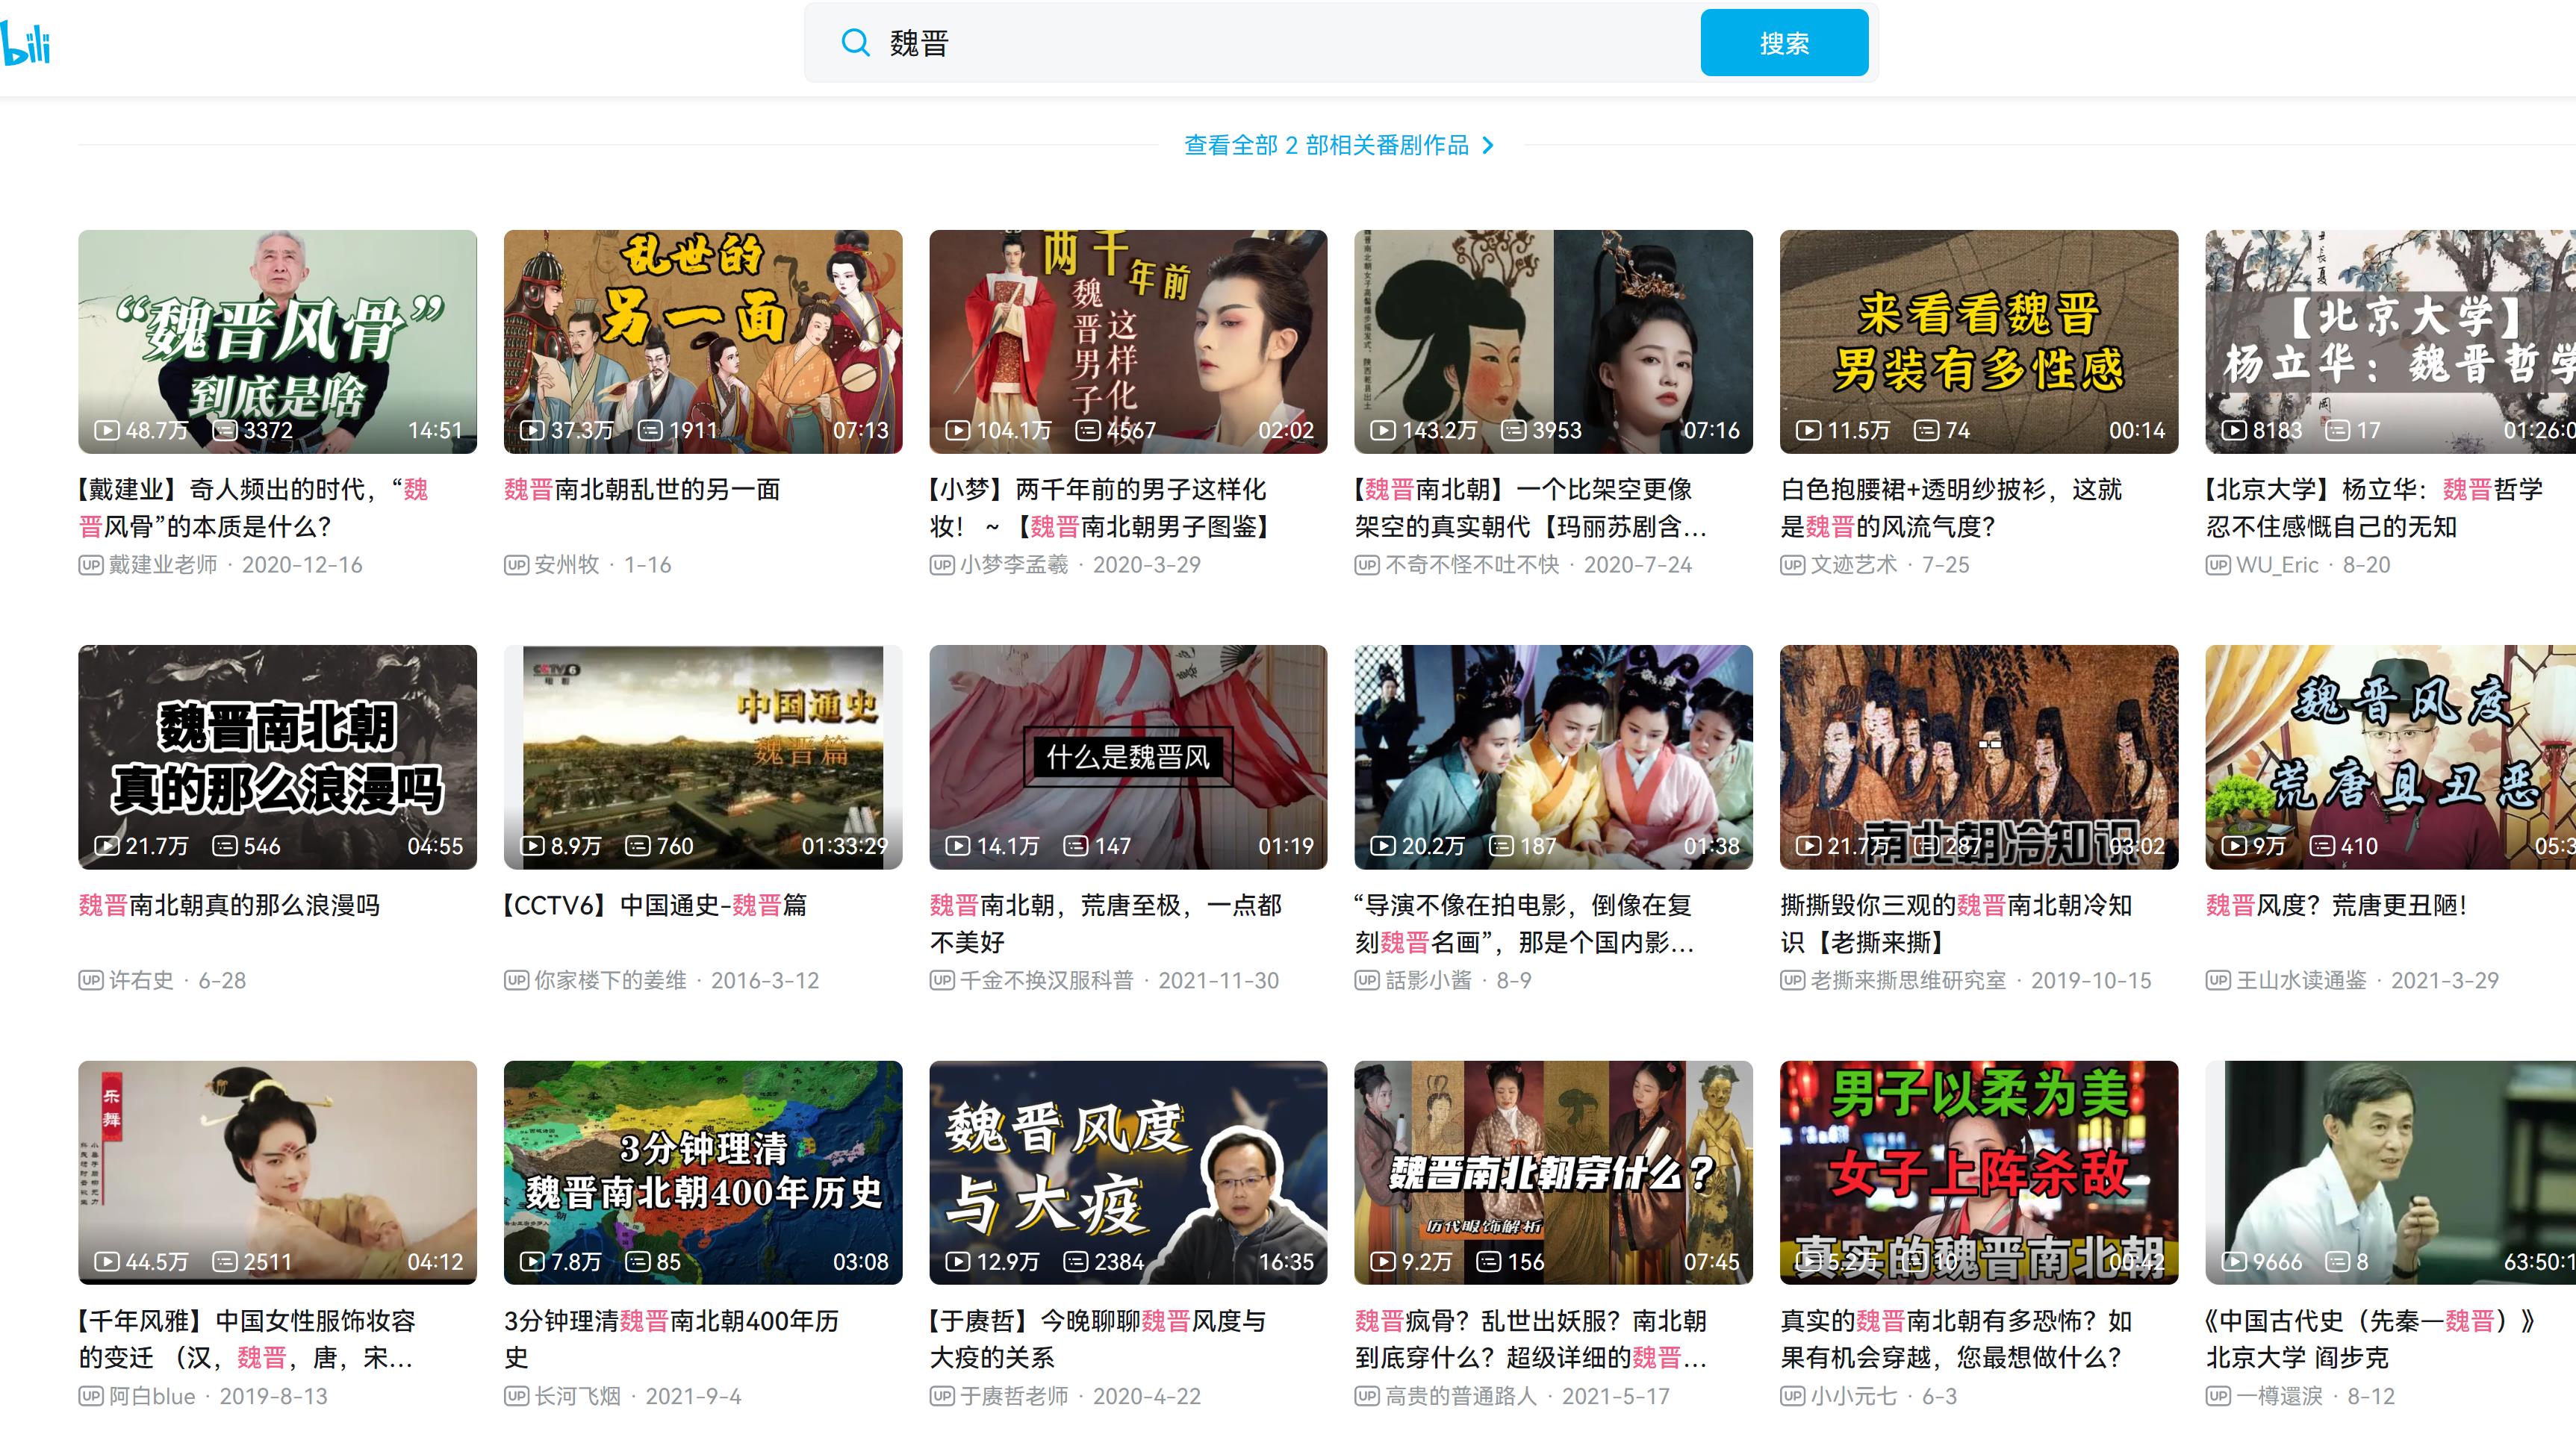 bili
魏晋
搜索
查看全部 2 部相关番剧作品
“魏晋风骨”
到底是啥
48.7万 3372 14:51
【戴建业】奇人频出的时代，“魏
晋风骨”的本质是什么？
UP 戴建业老师 · 2020-12-16
乱世的
另一面
37.3万 1911 07:13
魏晋南北朝乱世的另一面
UP 安州牧 · 1-16
两千年前
魏晋男子
这样化妆
104.1万 4567 02:02
【小梦】两千年前的男子这样化
妆！ ~ 【魏晋南北朝男子图鉴】
UP 小梦李孟羲 · 2020-3-29
143.2万 3953 07:16
【魏晋南北朝】一个比架空更像
架空的真实朝代【玛丽苏剧含...
UP 不奇不怪不吐不快 · 2020-7-24
来看看魏晋
男装有多性感
11.5万 74 00:14
白色抱腰裙+透明纱披衫，这就
是魏晋的风流气度？
UP 文迹艺术 · 7-25
【北京大学】
杨立华：魏晋哲学
8183 17 01:26:0
【北京大学】杨立华：魏晋哲学
忍不住感慨自己的无知
UP WU_Eric · 8-20
魏晋南北朝
真的那么浪漫吗
21.7万 546 04:55
魏晋南北朝真的那么浪漫吗
UP 许右史 · 6-28
CCTV6
电影
中国通史
魏晋篇
8.9万 760 01:33:29
【CCTV6】中国通史-魏晋篇
UP 你家楼下的姜维 · 2016-3-12
什么是魏晋风
14.1万 147 01:19
魏晋南北朝，荒唐至极，一点都
不美好
UP 千金不换汉服科普 · 2021-11-30
20.2万 187 01:38
“导演不像在拍电影，倒像在复
刻魏晋名画”，那是个国内影...
UP 話影小酱 · 8-9
南北朝冷知识
21.7万 287 03:02
撕撕毁你三观的魏晋南北朝冷知
识【老撕来撕】
UP 老撕来撕思维研究室 · 2019-10-15
魏晋风度
荒唐且丑恶
9万 410 05:3
魏晋风度？荒唐更丑陋！
UP 王山水读通鉴 · 2021-3-29
乐舞
44.5万 2511 04:12
【千年风雅】中国女性服饰妆容
的变迁 （汉，魏晋，唐，宋...
UP 阿白blue · 2019-8-13
3分钟理清
魏晋南北朝400年历史
7.8万 85 03:08
3分钟理清魏晋南北朝400年历
史
UP 长河飞烟 · 2021-9-4
魏晋风度
与大疫
12.9万 2384 16:35
【于赓哲】今晚聊聊魏晋风度与
大疫的关系
UP 于赓哲老师 · 2020-4-22
魏晋南北朝穿什么？
历代服饰解析
9.2万 156 07:45
魏晋疯骨？乱世出妖服？南北朝
到底穿什么？超级详细的魏晋...
UP 高贵的普通路人 · 2021-5-17
男子以柔为美
女子上阵杀敌
真实的魏晋南北朝
5.2万 10 00:42
真实的魏晋南北朝有多恐怖？如
果有机会穿越，您最想做什么？
UP 小小元七 · 6-3
9666 8 63:50:1
《中国古代史（先秦—魏晋）》
北京大学 阎步克
UP 一樽還淚 · 8-12